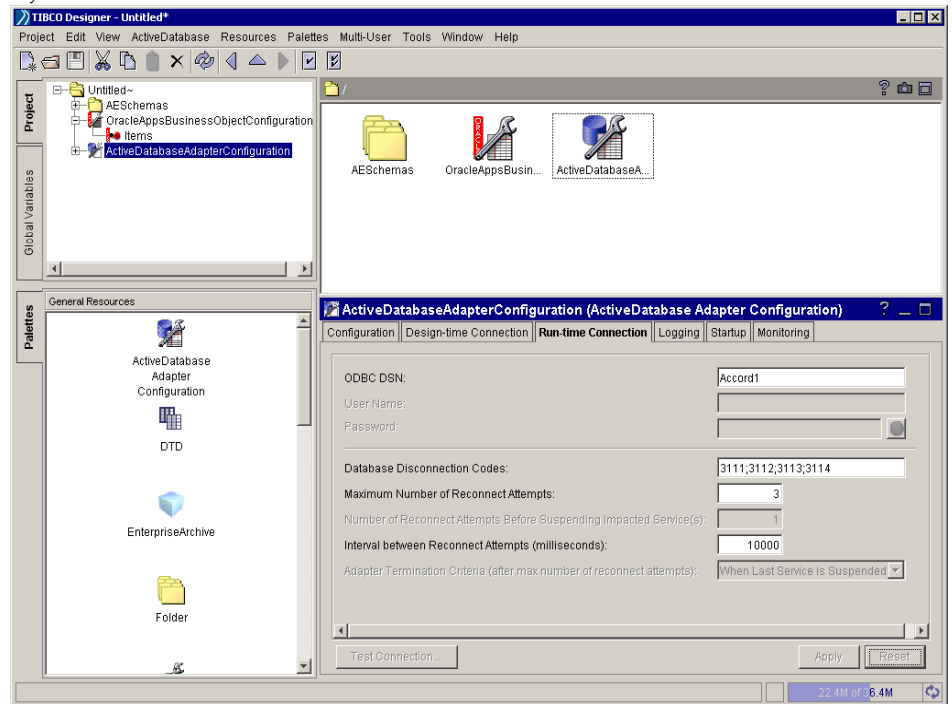 TIBCO Designer - Untitled*
Project Edit View ActiveDatabase Resources Palettes Multi-User Tools Window Help
Project
Global Variables
Untitled~
AESchemas
OracleAppsBusinessObjectConfiguration
Items
ActiveDatabaseAdapterConfiguration
/
AESchemas
ORACLE
OracleAppsBusin...
ActiveDatabaseA...
Palettes
General Resources
ActiveDatabase
Adapter
Configuration
DTD
EnterpriseArchive
Folder
ActiveDatabaseAdapterConfiguration (ActiveDatabase Adapter Configuration)
Configuration Design-time Connection Run-time Connection Logging Startup Monitoring
ODBC DSN: Accord1
User Name:
Password:
Database Disconnection Codes: 3111;3112;3113;3114
Maximum Number of Reconnect Attempts: 3
Number of Reconnect Attempts Before Suspending Impacted Service(s): 1
Interval between Reconnect Attempts (milliseconds): 10000
Adapter Termination Criteria (after max number of reconnect attempts): When Last Service is Suspended
Test Connection... Apply Reset
22.4M of 36.4M